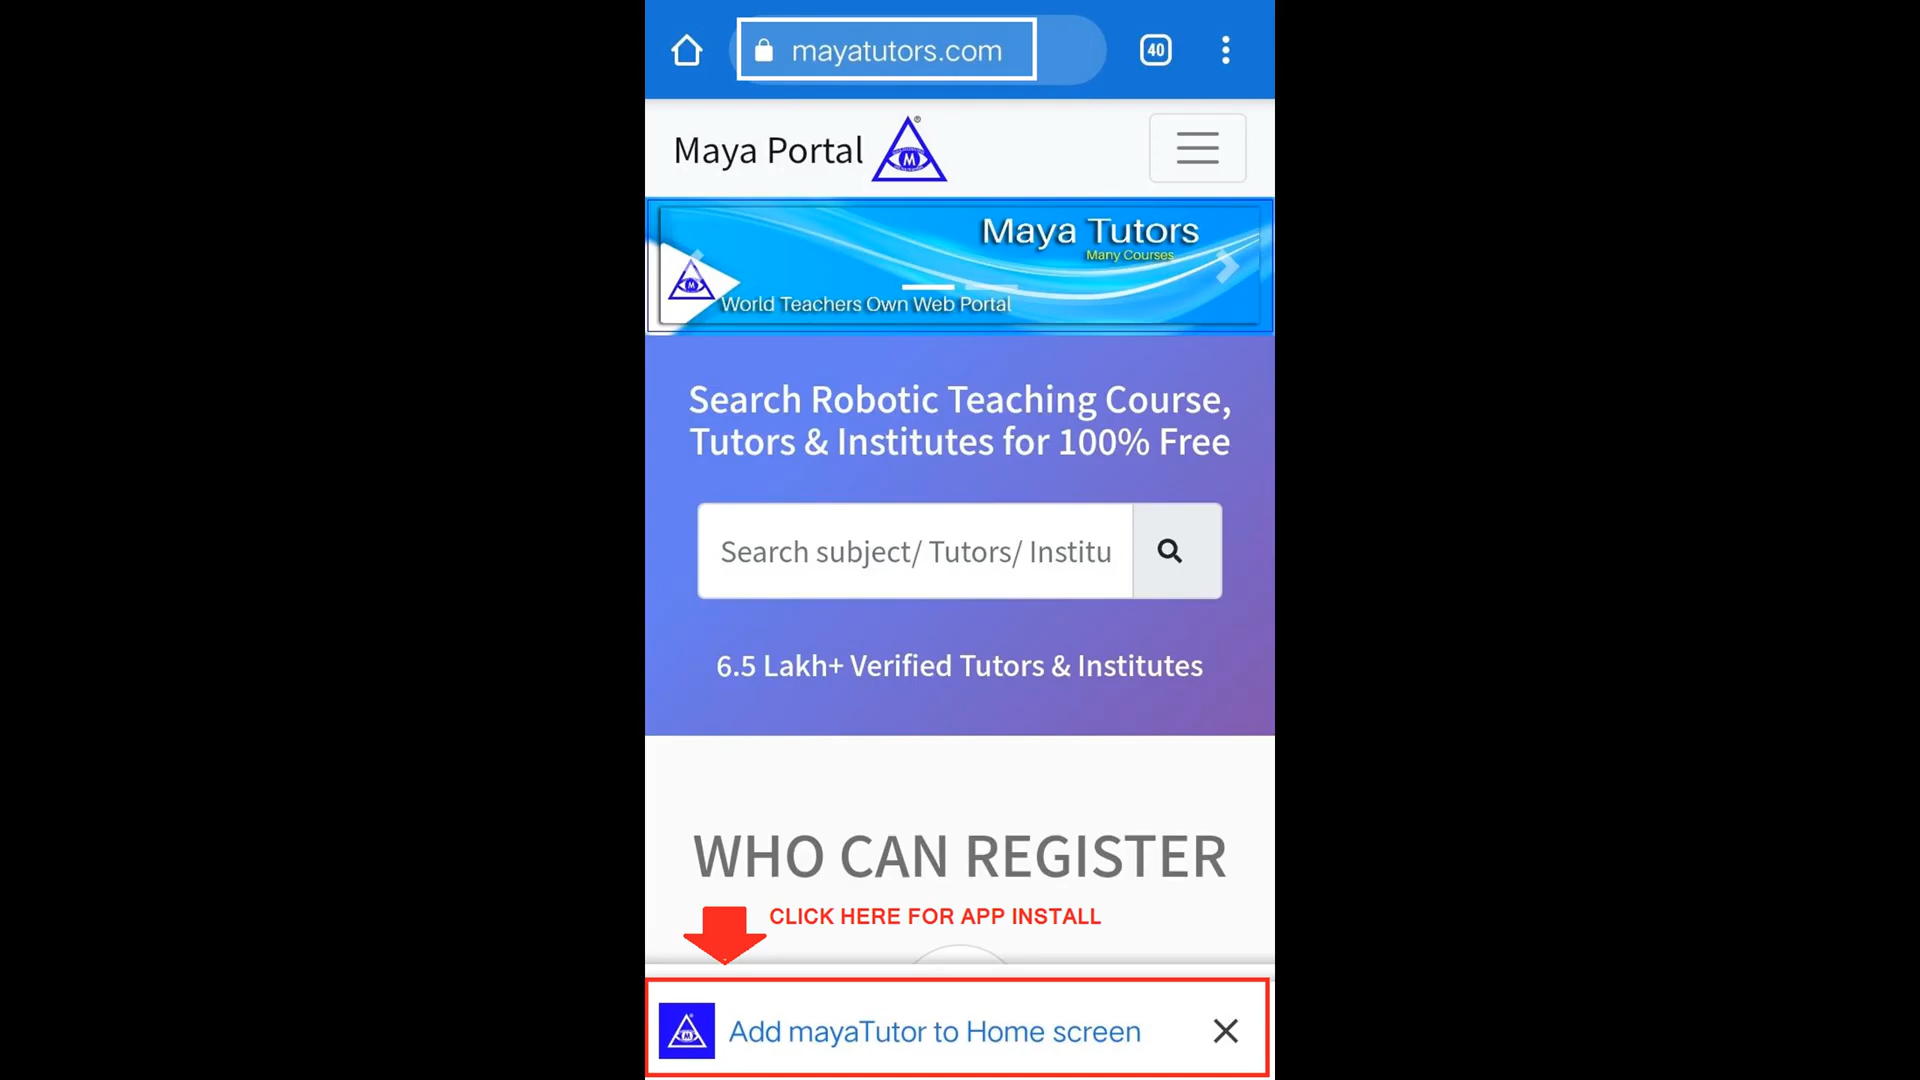 mayatutors.com
40
Maya Portal
®
M
Maya Tutors
Many Courses
M
World Teachers Own Web Portal
Search Robotic Teaching Course,
Tutors & Institutes for 100% Free
Search subject/ Tutors/ Institu
6.5 Lakh+ Verified Tutors & Institutes
WHO CAN REGISTER
CLICK HERE FOR APP INSTALL
M
Add mayaTutor to Home screen